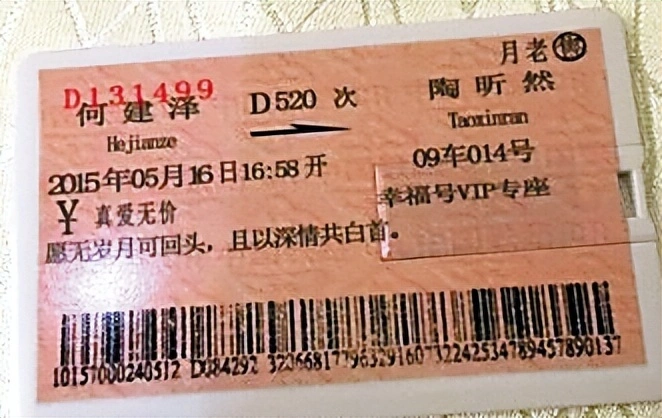 月老 售
D131499
何建泽 D520 次 陶昕然
Hejianze Taoxinran
2015年05月16日16:58开 09车014号
¥ 真爱无价 幸福号VIP专座
愿无岁月可回头，且以深情共白首。